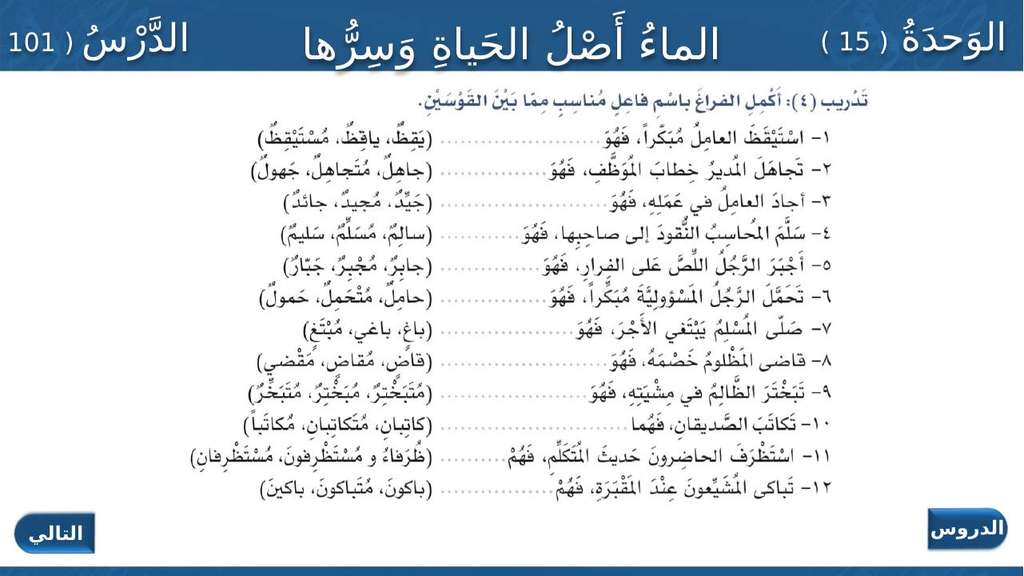 الوَحدَةُ ( 15 ) الماءُ أَصْلُ الحَياةِ وَسِرُّها الدَّرْسُ ( 101
تَدْريب (٤): أَكْمِلِ الفراغَ باسْمِ فاعِلٍ مُناسِبٍ مِمّا بَيْنَ القَوْسَيْنِ.
١- اسْتَيْقَظَ العامِلُ مُبَكِّراً، فَهُوَ ........................ (يَقِظٌ، ياقِظٌ، مُسْتَيْقِظٌ)
٢- تَجاهَلَ المُديرُ خِطابَ المُوَظَّفِ، فَهُوَ ................ (جاهِلٌ، مُتَجاهِلٌ، جَهولٌ)
٣- أجادَ العامِلُ في عَمَلِهِ، فَهُوَ ......................... (جَيِّدٌ، مُجيدٌ، جائدٌ)
٤- سَلَّمَ المُحاسِبُ النُّقودَ إلى صاحِبِها، فَهُوَ ............ (سالِمٌ، مُسَلِّمٌ، سَليمٌ)
٥- أَجْبَرَ الرَّجُلُ اللِّصَّ عَلى الفِرارِ، فَهُوَ ............... (جابِرٌ، مُجْبِرٌ، جَبّارٌ)
٦- تَحَمَّلَ الرَّجُلُ المَسْؤولِيَّةَ مُبَكِّراً، فَهُوَ ................ (حامِلٌ، مُتْحَمِلٌ، حَمولٌ)
٧- صَلّى المُسْلِمُ يَبْتَغي الأَجْرَ، فَهُوَ .................... (باغٍ، باغي، مُبْتَغٍ)
٨- قاضى المَظْلومُ خَصْمَهُ، فَهُوَ ......................... (قاضٍ، مُقاضٍ، مَقْضي)
٩- تَبَخْتَرَ الظّالِمُ في مِشْيَتِهِ، فَهُوَ ...................... (مُتَبَخْتِرٌ، مُبَخْتِرٌ، مُتَبَخِّرٌ)
١٠- تَكاتَبَ الصَّديقانِ، فَهُما ............................ (كاتِبانِ، مُتَكاتِبانِ، مُكاتَباً)
١١- اسْتَظْرَفَ الحاضِرونَ حَديثَ المُتَكَلِّمِ، فَهُمْ .......... (ظُرَفاءُ و مُسْتَظْرِفونَ، مُسْتَظْرِفانِ)
١٢- تَباكى المُشَيِّعونَ عِنْدَ المَقْبَرَةِ، فَهُمْ ................. (باكونَ، مُتَباكونَ، باكينَ)
الدروس
التالي